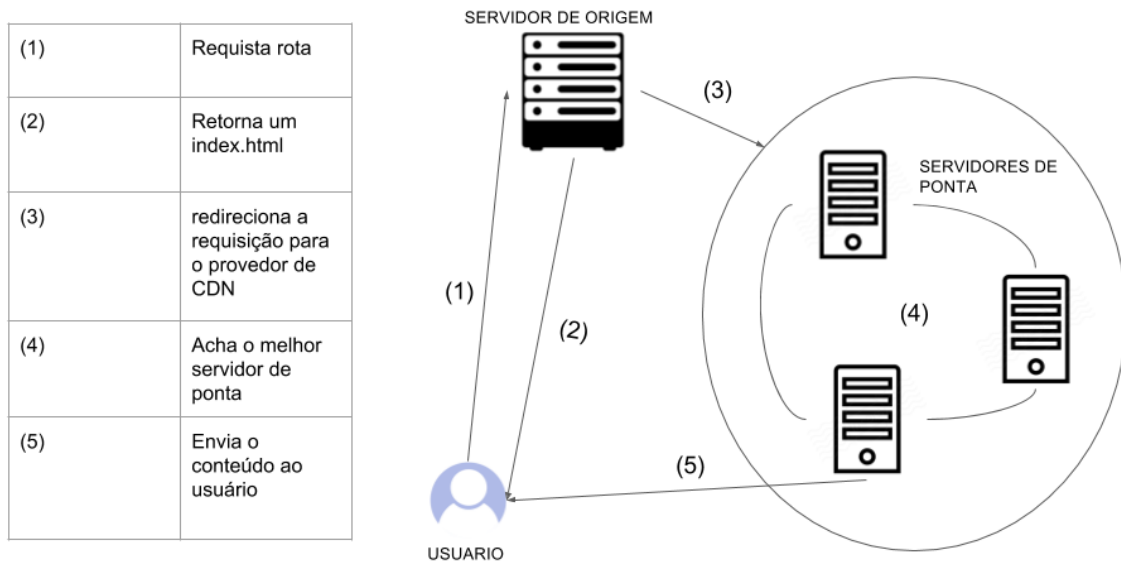 (1)
Requista rota
(2)
Retorna um
index.html
(3)
redireciona a
requisição para
o provedor de
CDN
(4)
Acha o melhor
servidor de
ponta
(5)
Envia o
conteúdo ao
usuário
SERVIDOR DE ORIGEM
(3)
SERVIDORES DE
PONTA
(1)
(2)
(4)
(5)
USUARIO